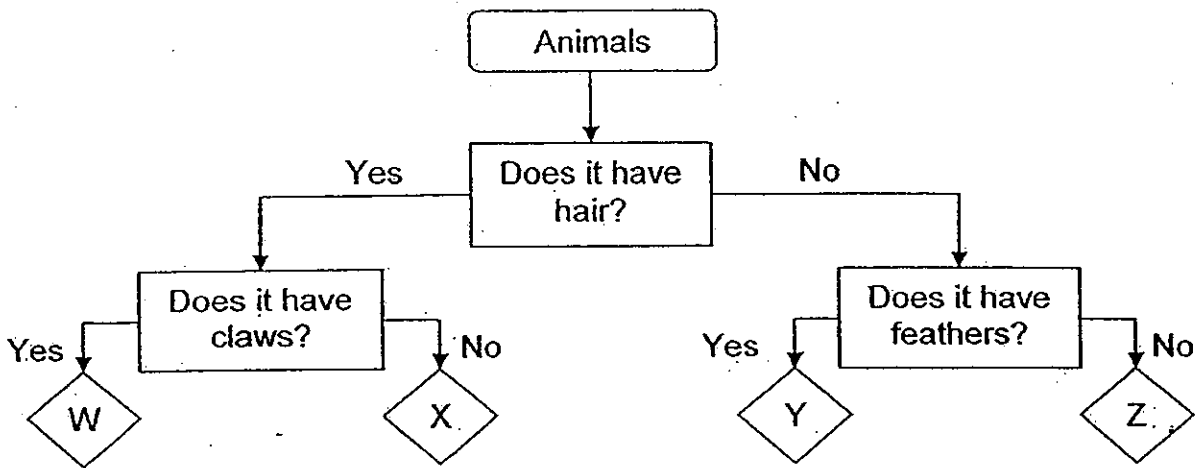 Animals
Yes
Does it have
hair?
No
Does it have
claws?
Does it have
feathers?
Yes
No
Yes
No
W
X
Y
Z